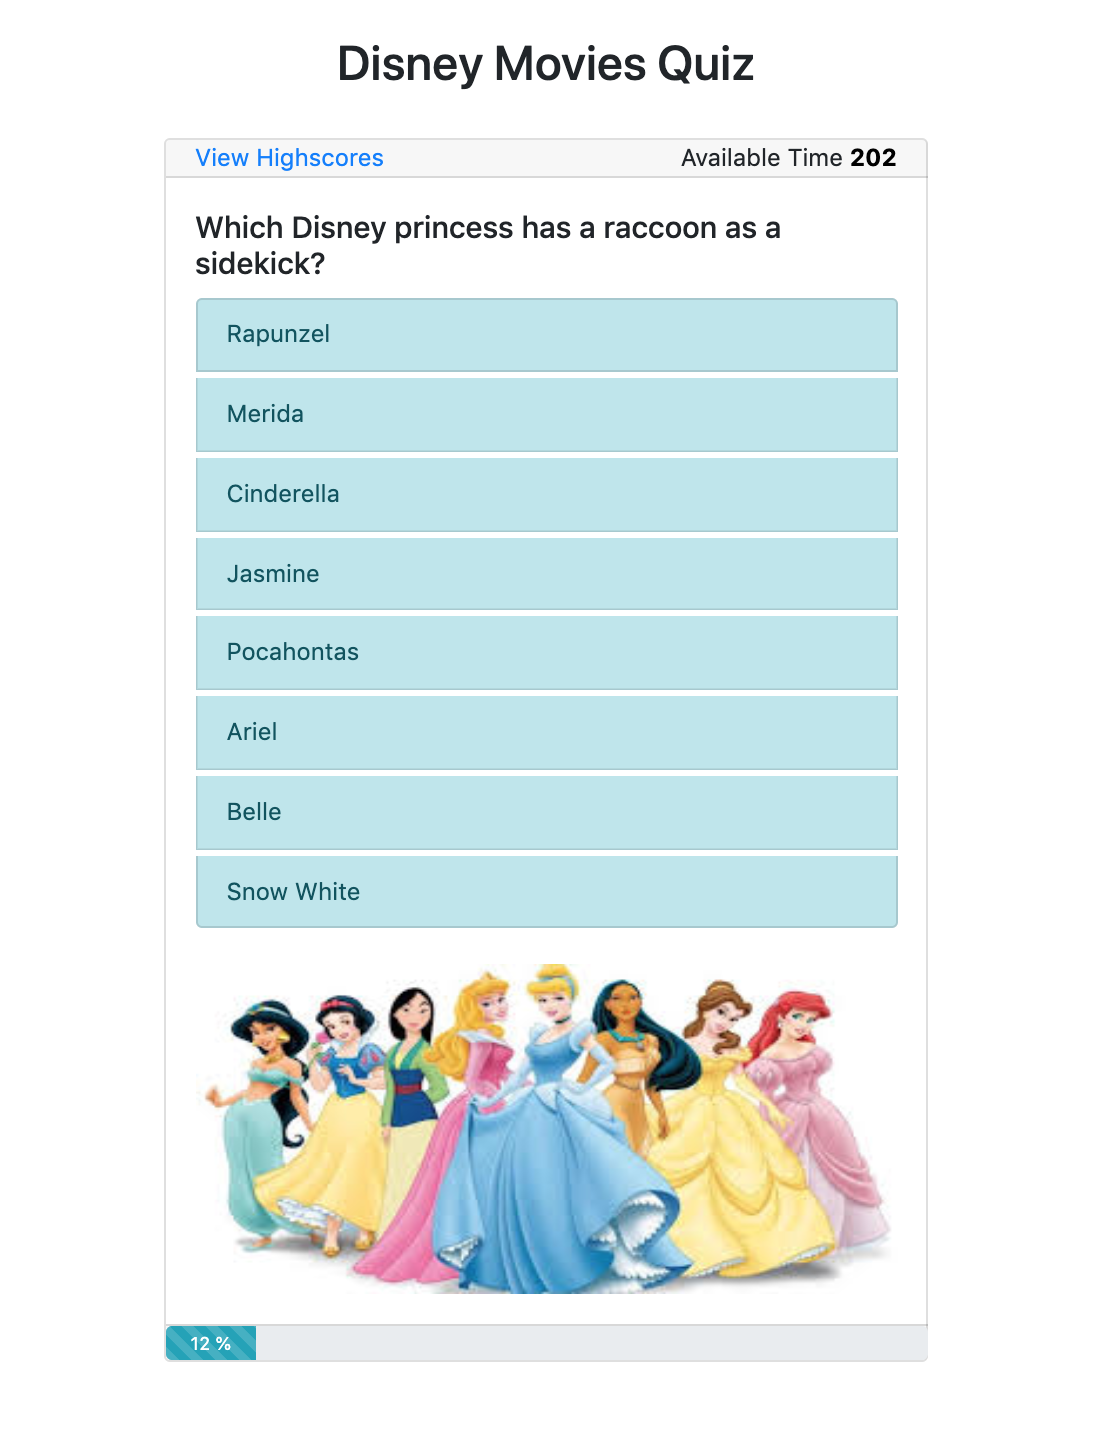 Disney Movies Quiz
View Highscores Available Time 202
Which Disney princess has a raccoon as a
sidekick?
Rapunzel
Merida
Cinderella
Jasmine
Pocahontas
Ariel
Belle
Snow White
12 %